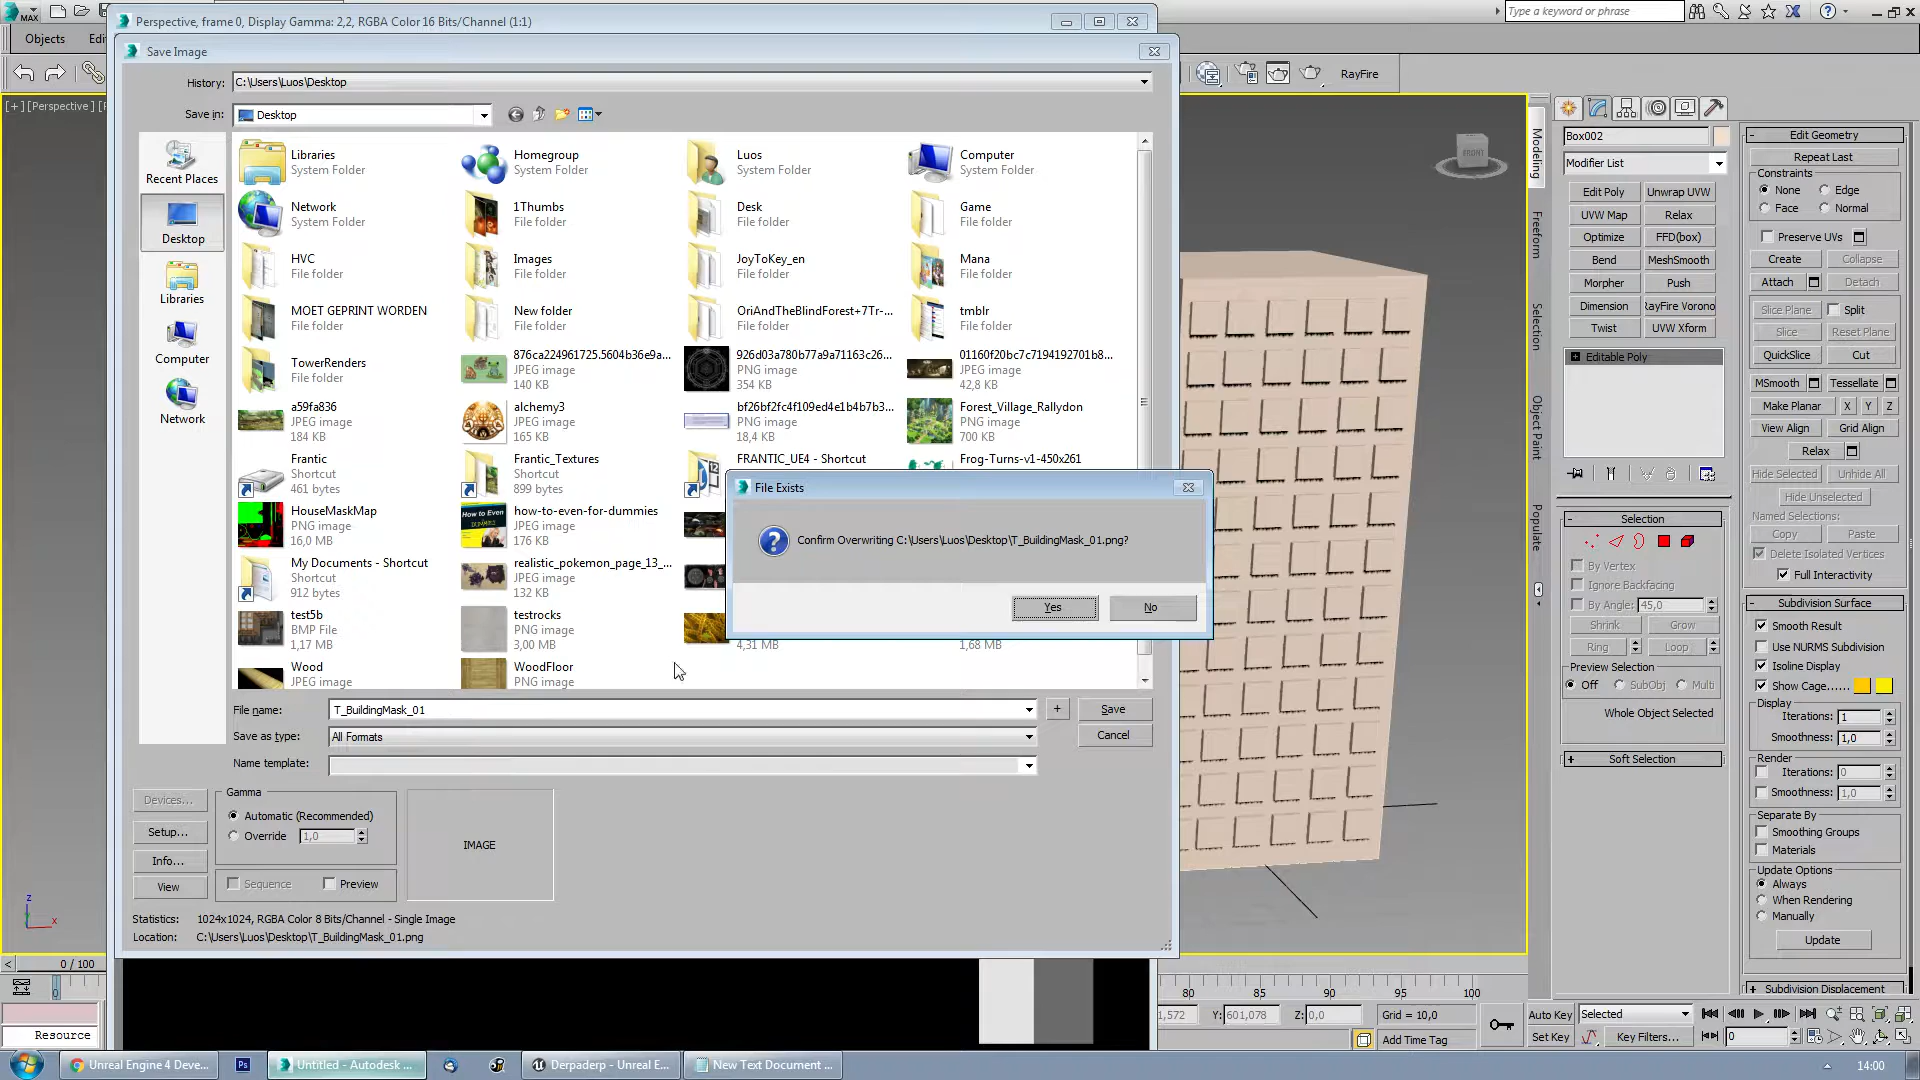 Perspective, frame 0, Display Gamma: 2,2, RGBA Color 16 Bits/Channel (1:1)
Type a keyword or phrase
MAX
Objects
Edi
Save Image
History:
C:\Users\Luos\Desktop
Save in:
Desktop
RayFire
[+] [Perspective]
Recent Places
Desktop
Libraries
Computer
Network
Libraries
System Folder
Homegroup
System Folder
Luos
System Folder
Computer
System Folder
Network
System Folder
1Thumbs
File folder
Desk
File folder
Game
File folder
HVC
File folder
Images
File folder
JoyToKey_en
File folder
Mana
File folder
MOET GEPRINT WORDEN
File folder
New folder
File folder
OriAndTheBlindForest+7Tr-...
File folder
tmblr
File folder
TowerRenders
File folder
876ca224961725.5604b36e9a...
JPEG image
140 KB
926d03a780b77a9a71163c26...
PNG image
354 KB
01160f20bc7c7194192701b8...
JPEG image
42,8 KB
a59fa836
JPEG image
184 KB
alchemy3
JPEG image
165 KB
bf26bf2fc4f109ed4e1b4b7b3...
PNG image
18,4 KB
Forest_Village_Rallydon
PNG image
700 KB
Frantic
Shortcut
461 bytes
Frantic_Textures
Shortcut
899 bytes
FRANTIC_UE4 - Shortcut
Frog-Turns-v1-450x261
HouseMaskMap
PNG image
16,0 MB
how-to-even-for-dummies
JPEG image
176 KB
My Documents - Shortcut
Shortcut
912 bytes
realistic_pokemon_page_13_...
JPEG image
132 KB
test5b
BMP File
1,17 MB
testrocks
PNG image
3,00 MB
4,31 MB
1,68 MB
Wood
JPEG image
WoodFloor
PNG image
File Exists
Confirm Overwriting C:\Users\Luos\Desktop\T_BuildingMask_01.png?
Yes
No
File name:
T_BuildingMask_01
+
Save
Save as type:
All Formats
Cancel
Name template:
Devices...
Setup...
Info...
View
Gamma
Automatic (Recommended)
Override
1,0
Sequence
Preview
IMAGE
Statistics:
1024x1024, RGBA Color 8 Bits/Channel - Single Image
Location:
C:\Users\Luos\Desktop\T_BuildingMask_01.png
FRONT
Modeling
Freeform
Selection
Object Paint
Populate
Box002
Modifier List
Edit Poly
Unwrap UVW
UVW Map
Relax
Optimize
FFD(box)
Bend
MeshSmooth
Morpher
Push
Dimension
RayFire Vorono
Twist
UVW Xform
Editable Poly
Selection
By Vertex
Ignore Backfacing
By Angle:
45,0
Shrink
Grow
Ring
Loop
Preview Selection
Off
SubObj
Multi
Whole Object Selected
Soft Selection
Edit Geometry
Repeat Last
Constraints
None
Edge
Face
Normal
Preserve UVs
Create
Collapse
Attach
Detach
Slice Plane
Split
Slice
Reset Plane
QuickSlice
Cut
MSmooth
Tessellate
Make Planar
X
Y
Z
View Align
Grid Align
Relax
Hide Selected
Unhide All
Hide Unselected
Named Selections:
Copy
Paste
Delete Isolated Vertices
Full Interactivity
Subdivision Surface
Smooth Result
Use NURMS Subdivision
Isoline Display
Show Cage......
Display
Iterations:
1
Smoothness:
1,0
Render
Iterations:
0
Smoothness:
1,0
Separate By
Smoothing Groups
Materials
Update Options
Always
When Rendering
Manually
Update
Subdivision Displacement
z
x
0 / 100
0
80
85
90
95
100
Resource
1,572
Y:
601,078
Z:
0,0
Grid = 10,0
Add Time Tag
Auto Key
Selected
Set Key
Key Filters...
0
Unreal Engine 4 Deve...
Ps
Untitled - Autodesk ...
Derpaderp - Unreal E...
New Text Document ...
14:00